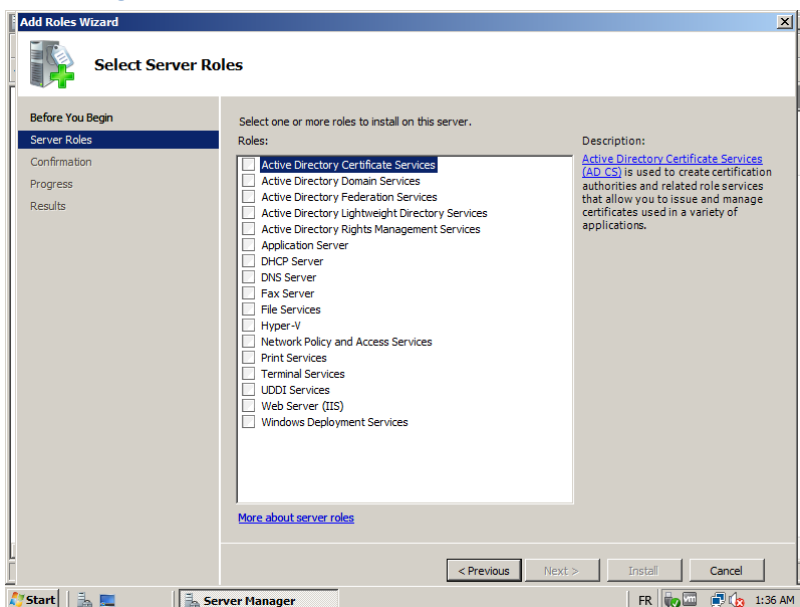 Add Roles Wizard
Select Server Roles
Before You Begin
Server Roles
Confirmation
Progress
Results
Select one or more roles to install on this server.
Roles:
Active Directory Certificate Services
Active Directory Domain Services
Active Directory Federation Services
Active Directory Lightweight Directory Services
Active Directory Rights Management Services
Application Server
DHCP Server
DNS Server
Fax Server
File Services
Hyper-V
Network Policy and Access Services
Print Services
Terminal Services
UDDI Services
Web Server (IIS)
Windows Deployment Services
More about server roles
Description:
Active Directory Certificate Services
(AD CS) is used to create certification
authorities and related role services
that allow you to issue and manage
certificates used in a variety of
applications.
< Previous
Next >
Install
Cancel
Start
Server Manager
FR
vm
1:36 AM